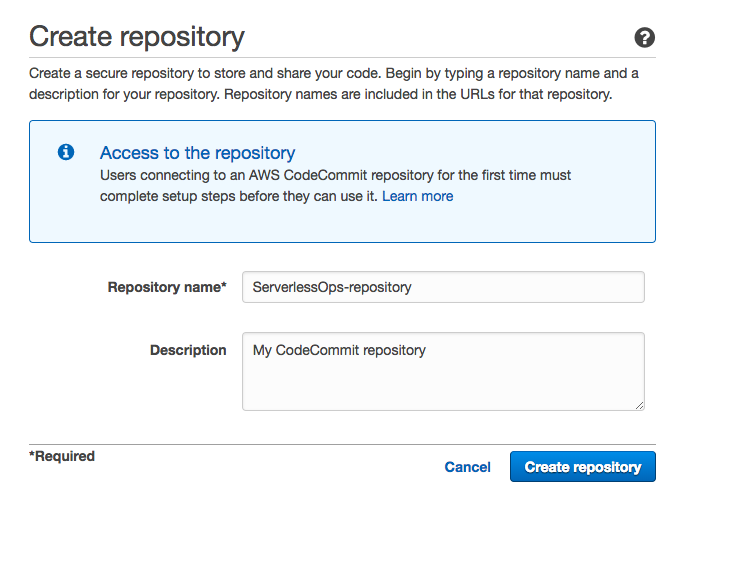 Create repository
?
Create a secure repository to store and share your code. Begin by typing a repository name and a
description for your repository. Repository names are included in the URLs for that repository.
i
Access to the repository
Users connecting to an AWS CodeCommit repository for the first time must
complete setup steps before they can use it. Learn more
Repository name* ServerlessOps-repository
Description My CodeCommit repository
*Required
Cancel Create repository